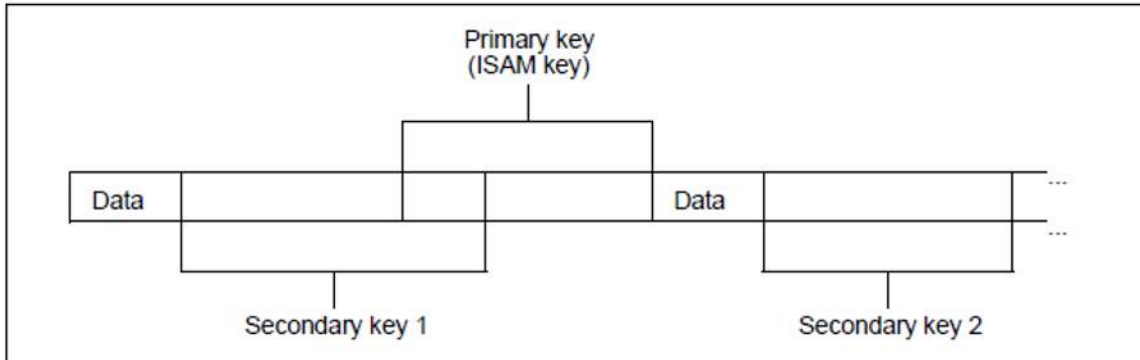 Primary key
(ISAM key)
...
Data
Data
...
Secondary key 1
Secondary key 2